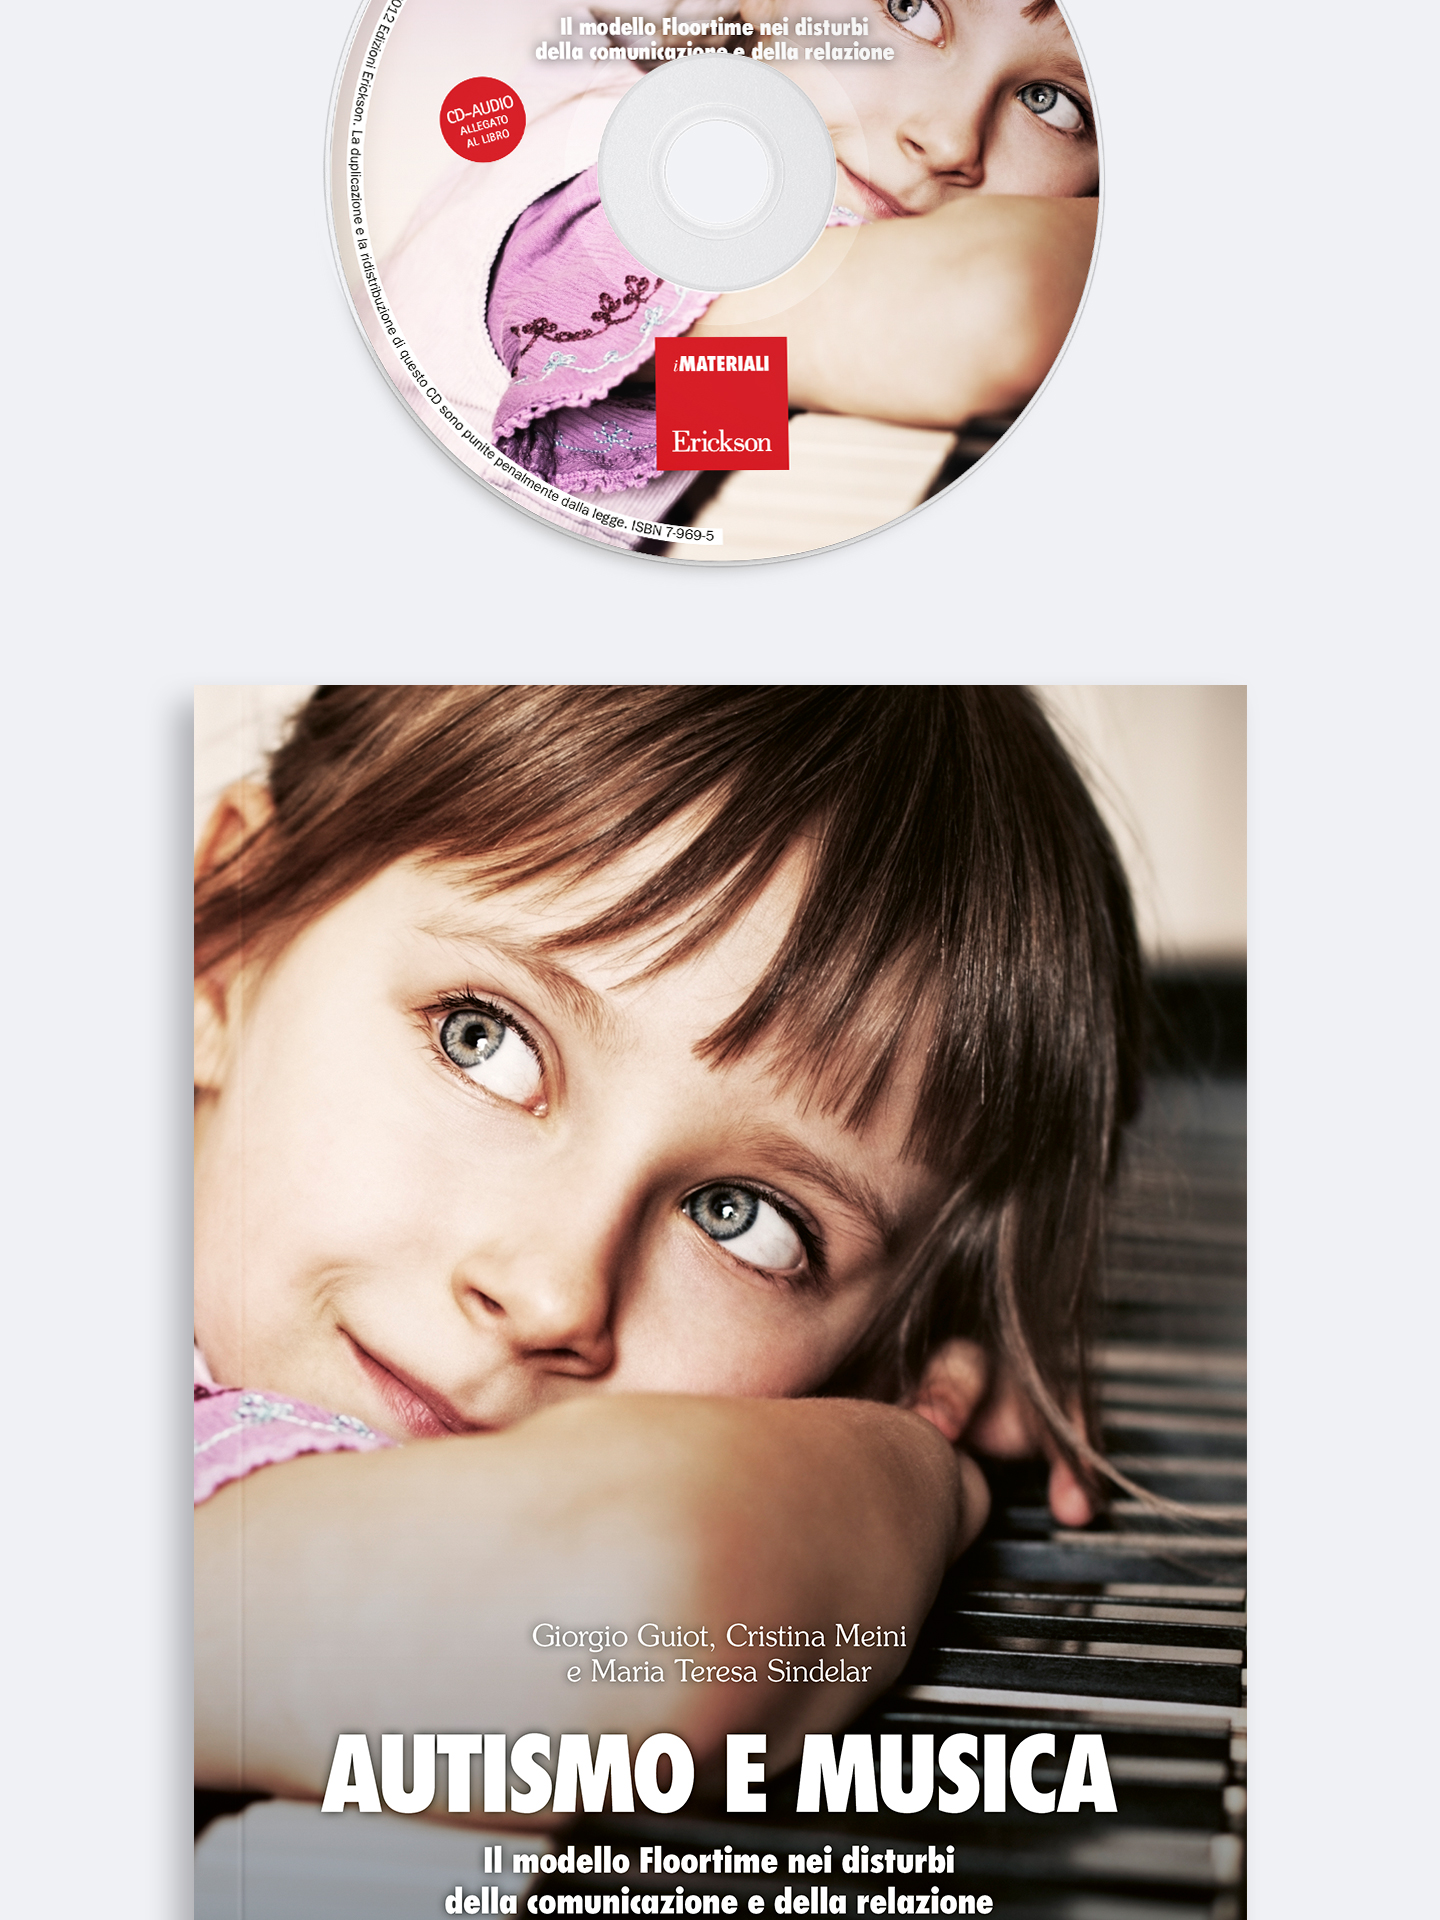 Il modello Floortime nei disturbi
della comunicazione e della relazione
CD-AUDIO
ALLEGATO
AL LIBRO
012 Edizioni Erickson. La duplicazione e la ridistribuzione di questo CD sono punite penalmente dalla legge. ISBN 7-969-5
iMATERIALI
Erickson
Giorgio Guiot, Cristina Meini
e Maria Teresa Sindelar
AUTISMO E MUSICA
Il modello Floortime nei disturbi
della comunicazione e della relazione